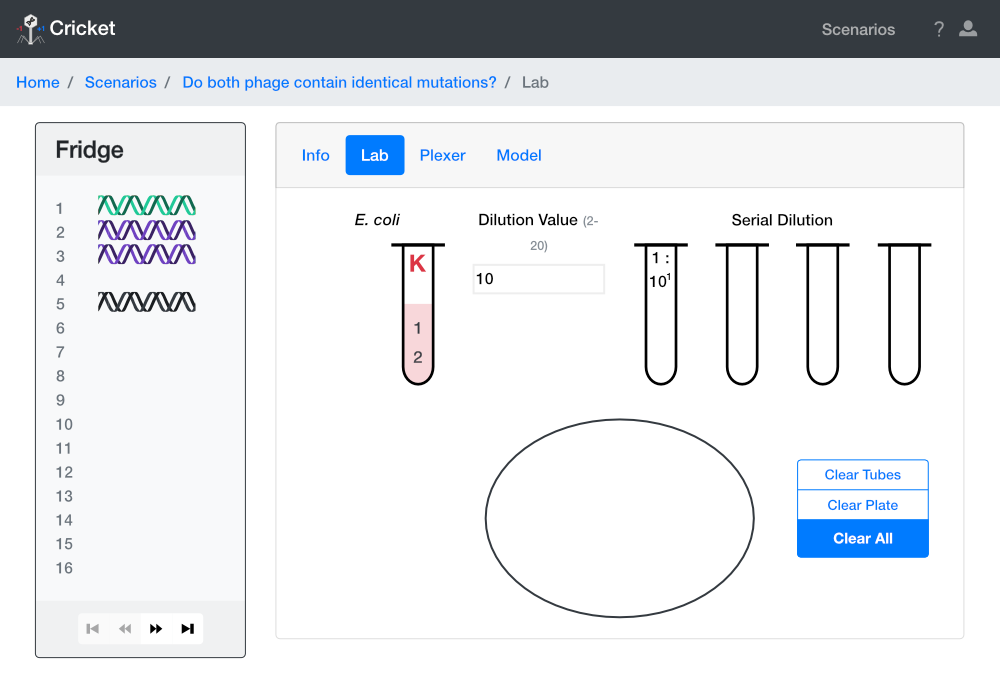 Cricket
Scenarios ?
Home / Scenarios / Do both phage contain identical mutations? / Lab
Fridge
1
2
3
4
5
6
7
8
9
10
11
12
13
14
15
16
Info Lab Plexer Model
E. coli
K
1
2
Dilution Value (2-
20)
10
Serial Dilution
1 :
10¹
Clear Tubes
Clear Plate
Clear All